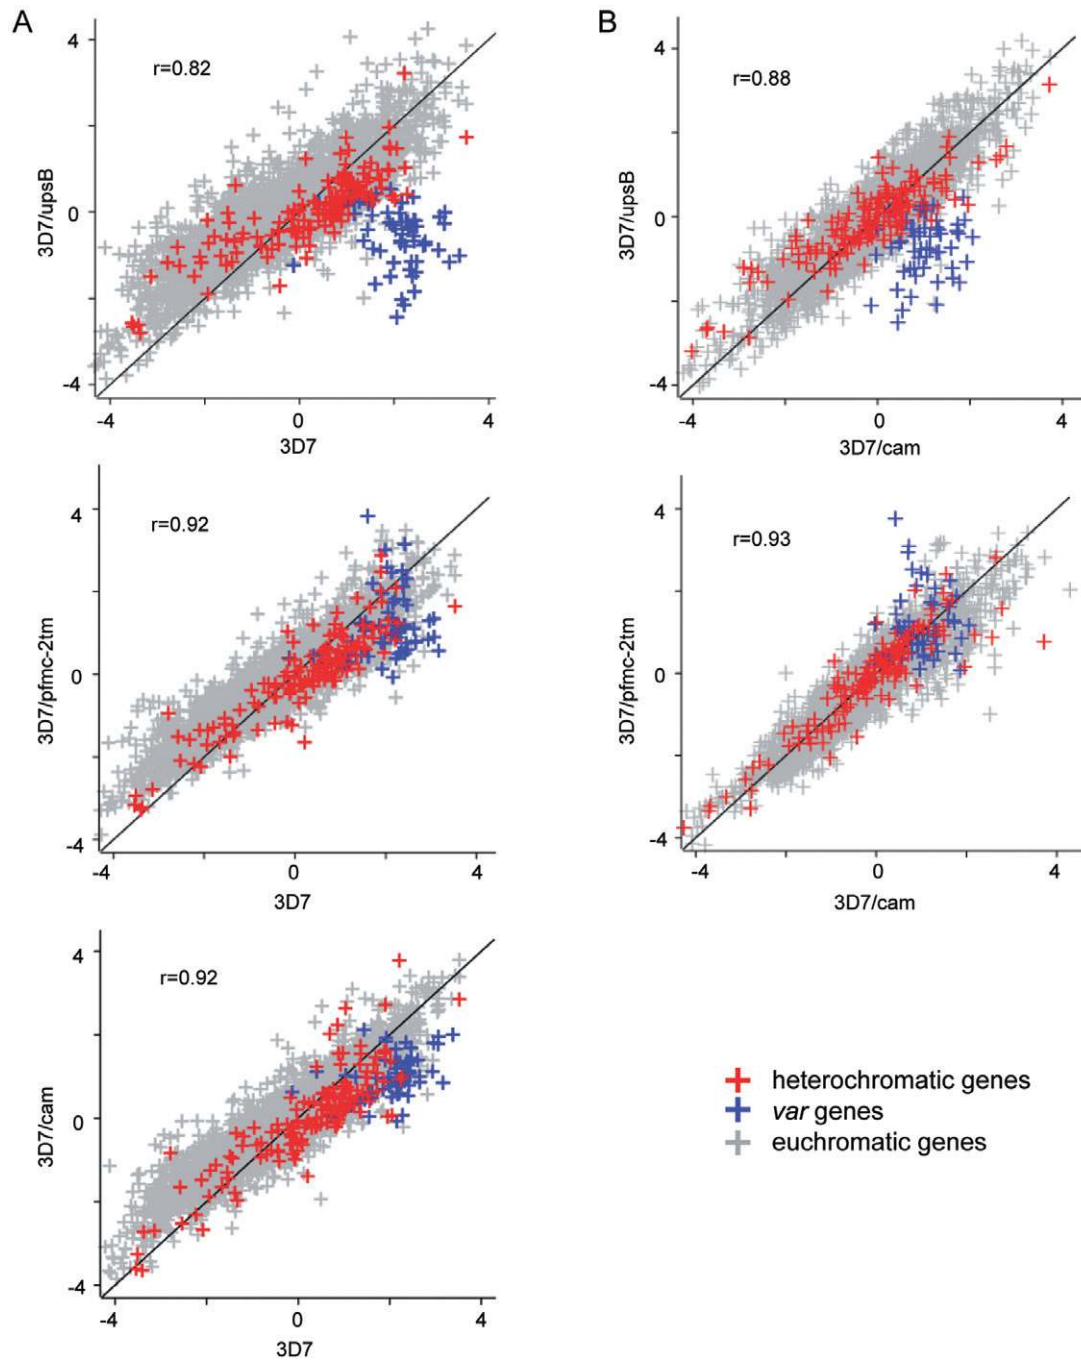 A
4
r=0.82
3D7/upsB
0
-4
-4
0
4
3D7
B
4
r=0.88
3D7/upsB
0
-4
-4
0
4
3D7/cam
4
r=0.92
3D7/pfmc-2tm
0
-4
-4
0
4
3D7
4
r=0.93
3D7/pfmc-2tm
0
-4
-4
0
4
3D7/cam
4
r=0.92
3D7/cam
0
-4
-4
0
4
3D7
heterochromatic genes
var genes
euchromatic genes